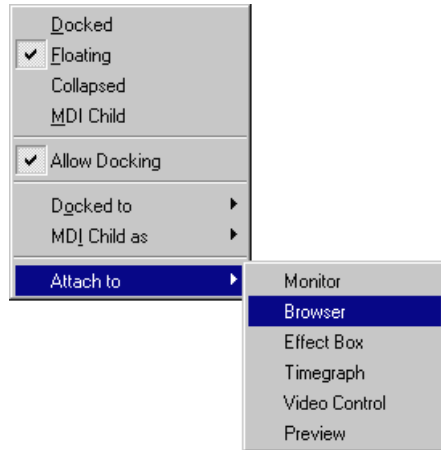 Docked
Floating
Collapsed
MDI Child
Allow Docking
Docked to
MDI Child as
Attach to
Monitor
Browser
Effect Box
Timegraph
Video Control
Preview